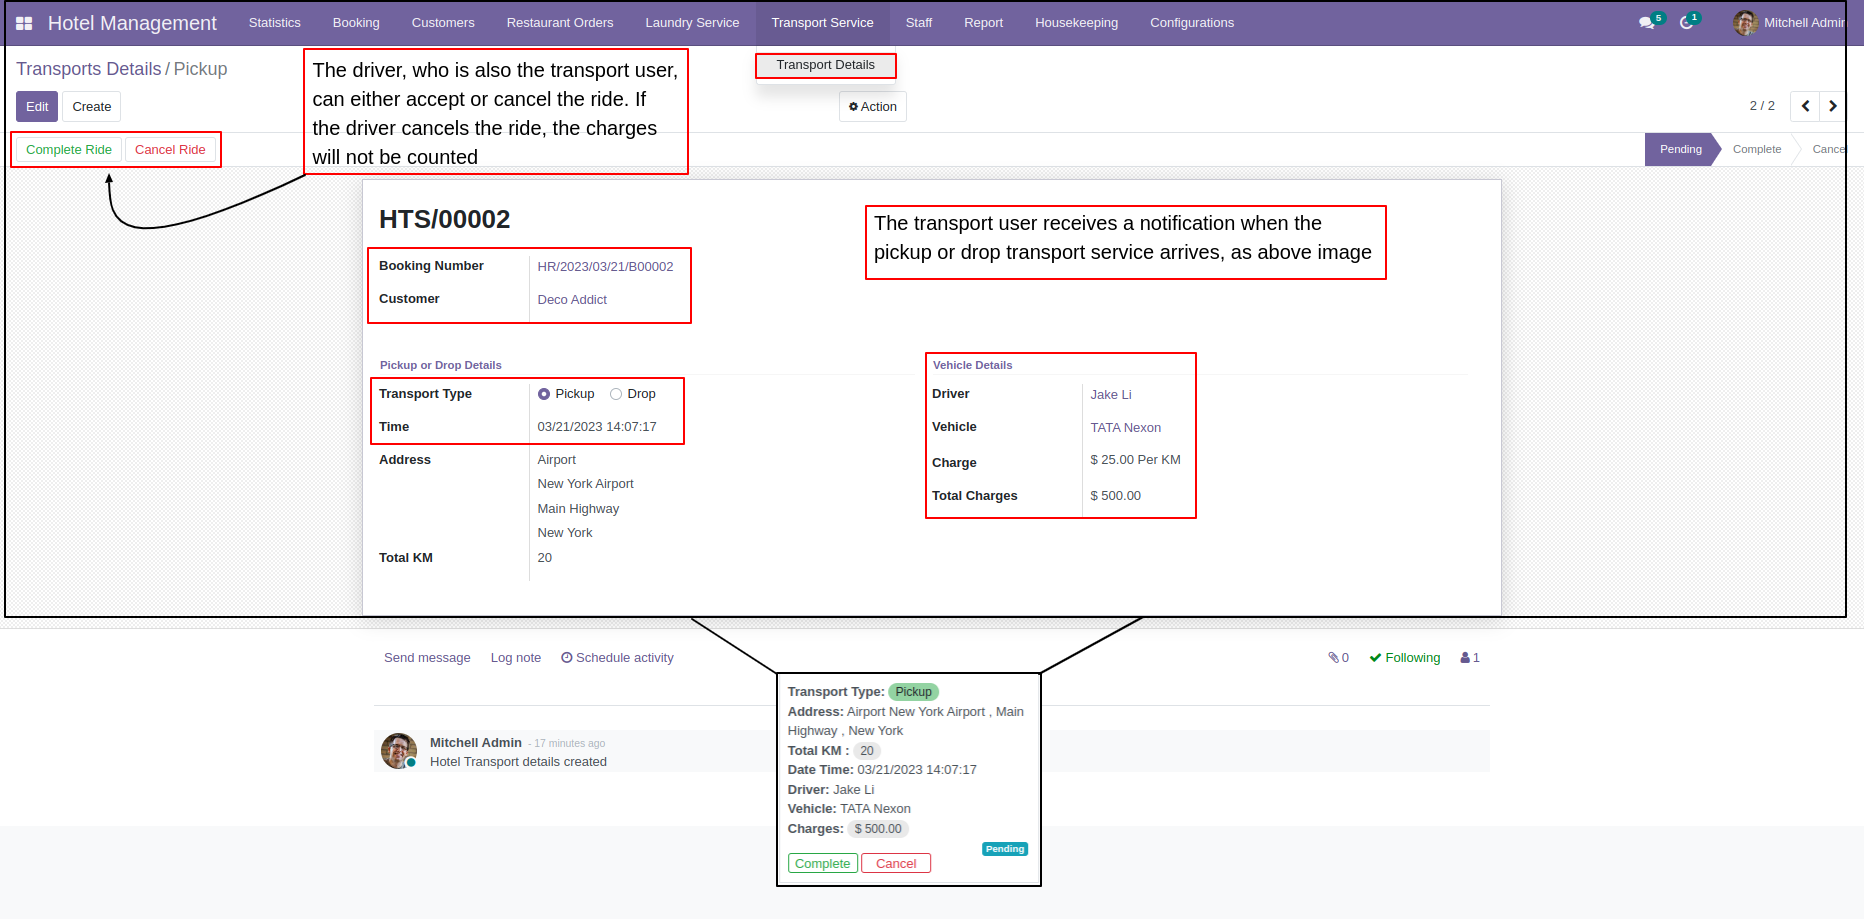 Hotel Management Statistics Booking Customers Restaurant Orders Laundry Service Transport Service Staff Report Housekeeping Configurations 5 1 Mitchell Admin
Transport Details
Transports Details / Pickup
Edit Create
Action
2 / 2
Complete Ride Cancel Ride
Pending Complete Cancel
The driver, who is also the transport user,
can either accept or cancel the ride. If
the driver cancels the ride, the charges
will not be counted
HTS/00002
The transport user receives a notification when the
pickup or drop transport service arrives, as above image
Booking Number HR/2023/03/21/B00002
Customer Deco Addict
Pickup or Drop Details
Transport Type Pickup Drop
Time 03/21/2023 14:07:17
Address Airport
New York Airport
Main Highway
New York
Total KM 20
Vehicle Details
Driver Jake Li
Vehicle TATA Nexon
Charge $ 25.00 Per KM
Total Charges $ 500.00
Send message Log note Schedule activity 0 Following 1
Mitchell Admin - 17 minutes ago
Hotel Transport details created
Transport Type: Pickup
Address: Airport New York Airport , Main
Highway , New York
Total KM : 20
Date Time: 03/21/2023 14:07:17
Driver: Jake Li
Vehicle: TATA Nexon
Charges: $ 500.00
Pending
Complete Cancel